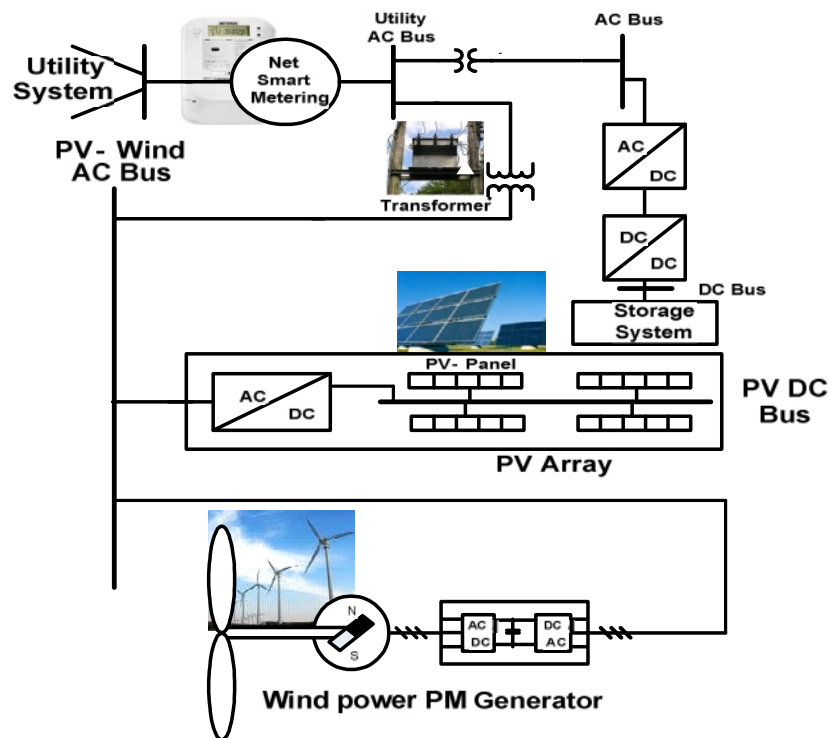 Utility
AC Bus
AC Bus
Utility
System
Net
Smart
Metering
PV- Wind
AC Bus
Transformer
AC
DC
DC
DC
DC Bus
Storage
System
PV- Panel
AC
DC
PV DC
Bus
PV Array
N
S
AC
DC
DC
AC
Wind power PM Generator